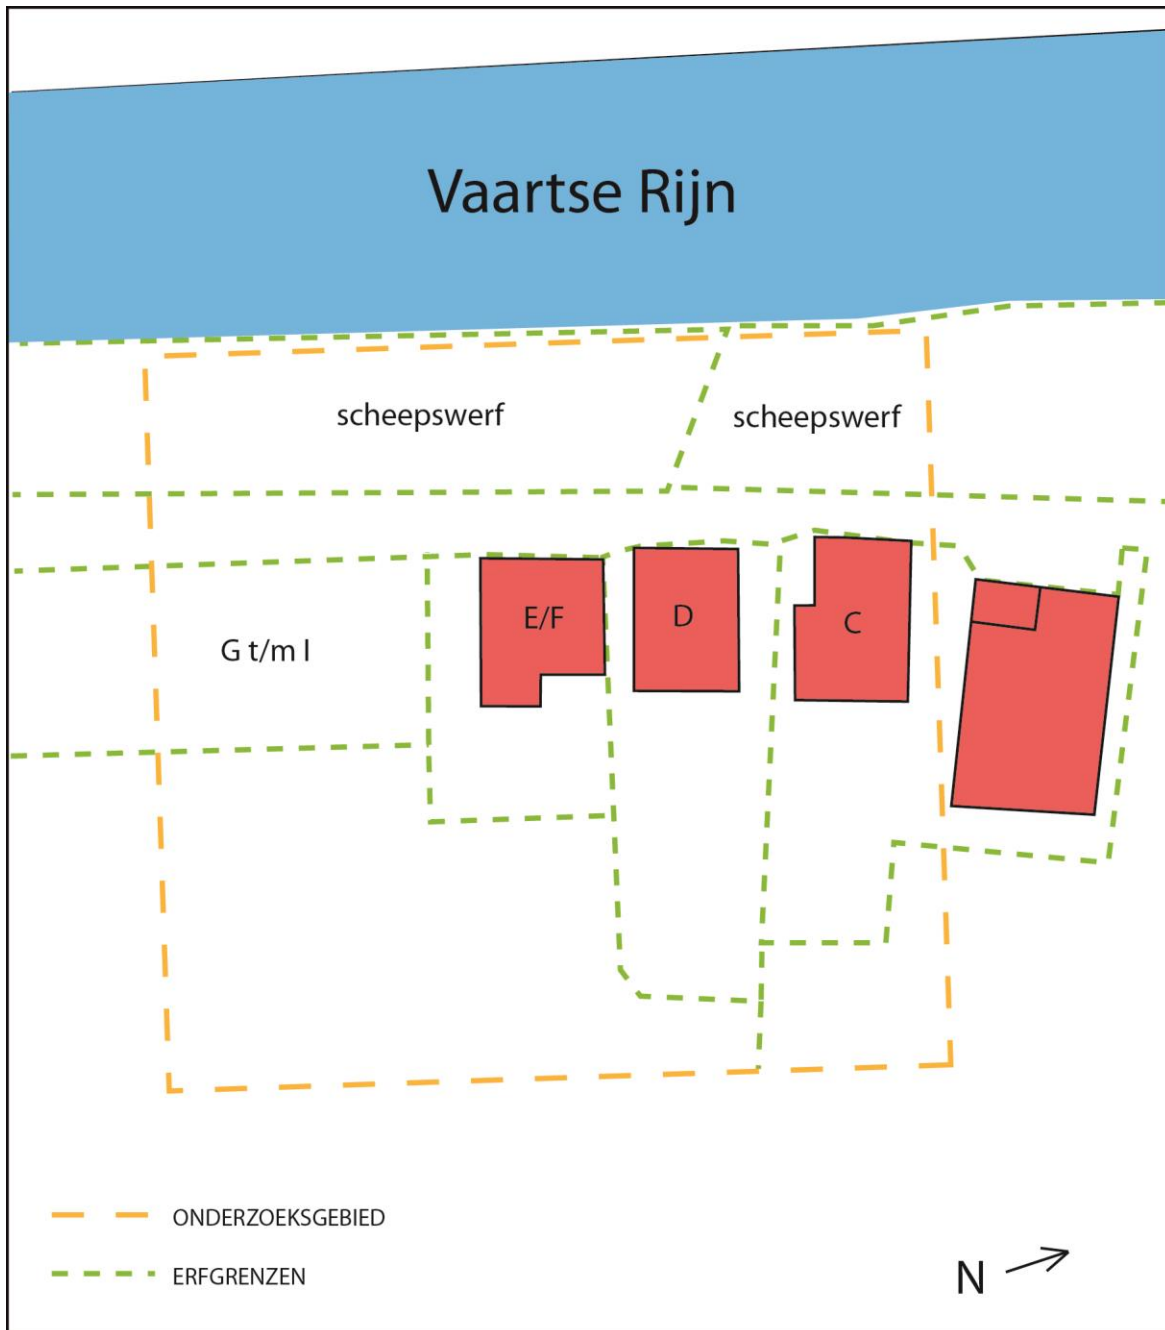 Vaartse Rijn
scheepswerf
scheepswerf
G t/m I
E/F
D
C
ONDERZOEKSGEBIED
ERFGRENZEN
N